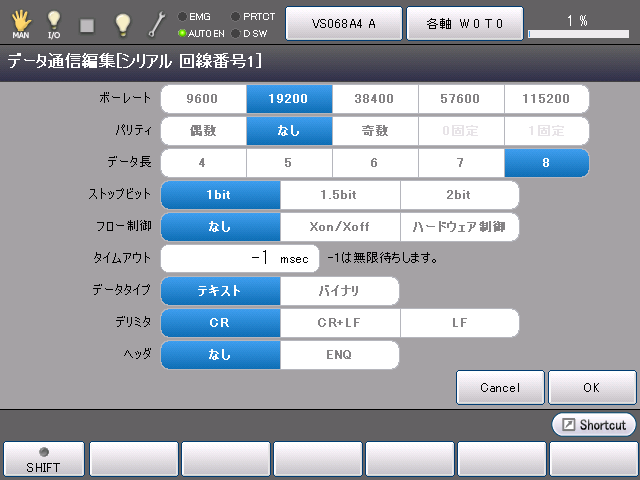 MAN I/O EMG PRTCT AUTO EN D SW VS068A4 A 各軸 W 0 T 0 1 %
データ通信編集[シリアル 回線番号1]
ボーレート 9600 19200 38400 57600 115200
パリティ 偶数 なし 奇数 0固定 1固定
データ長 4 5 6 7 8
ストップビット 1bit 1.5bit 2bit
フロー制御 なし Xon/Xoff ハードウェア制御
タイムアウト -1 msec -1は無限待ちします。
データタイプ テキスト バイナリ
デリミタ CR CR+LF LF
ヘッダ なし ENQ
Cancel OK
Shortcut
SHIFT